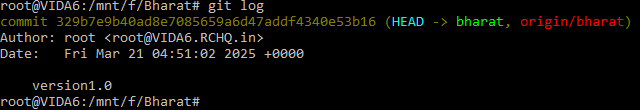 root@VIDA6:/mnt/f/Bharat# git log
commit 329b7e9b40ad8e7085659a6d47addf4340e53b16 (HEAD -> bharat, origin/bharat)
Author: root <root@VIDA6.RCHQ.in>
Date:   Fri Mar 21 04:51:02 2025 +0000
    version1.0
root@VIDA6:/mnt/f/Bharat#